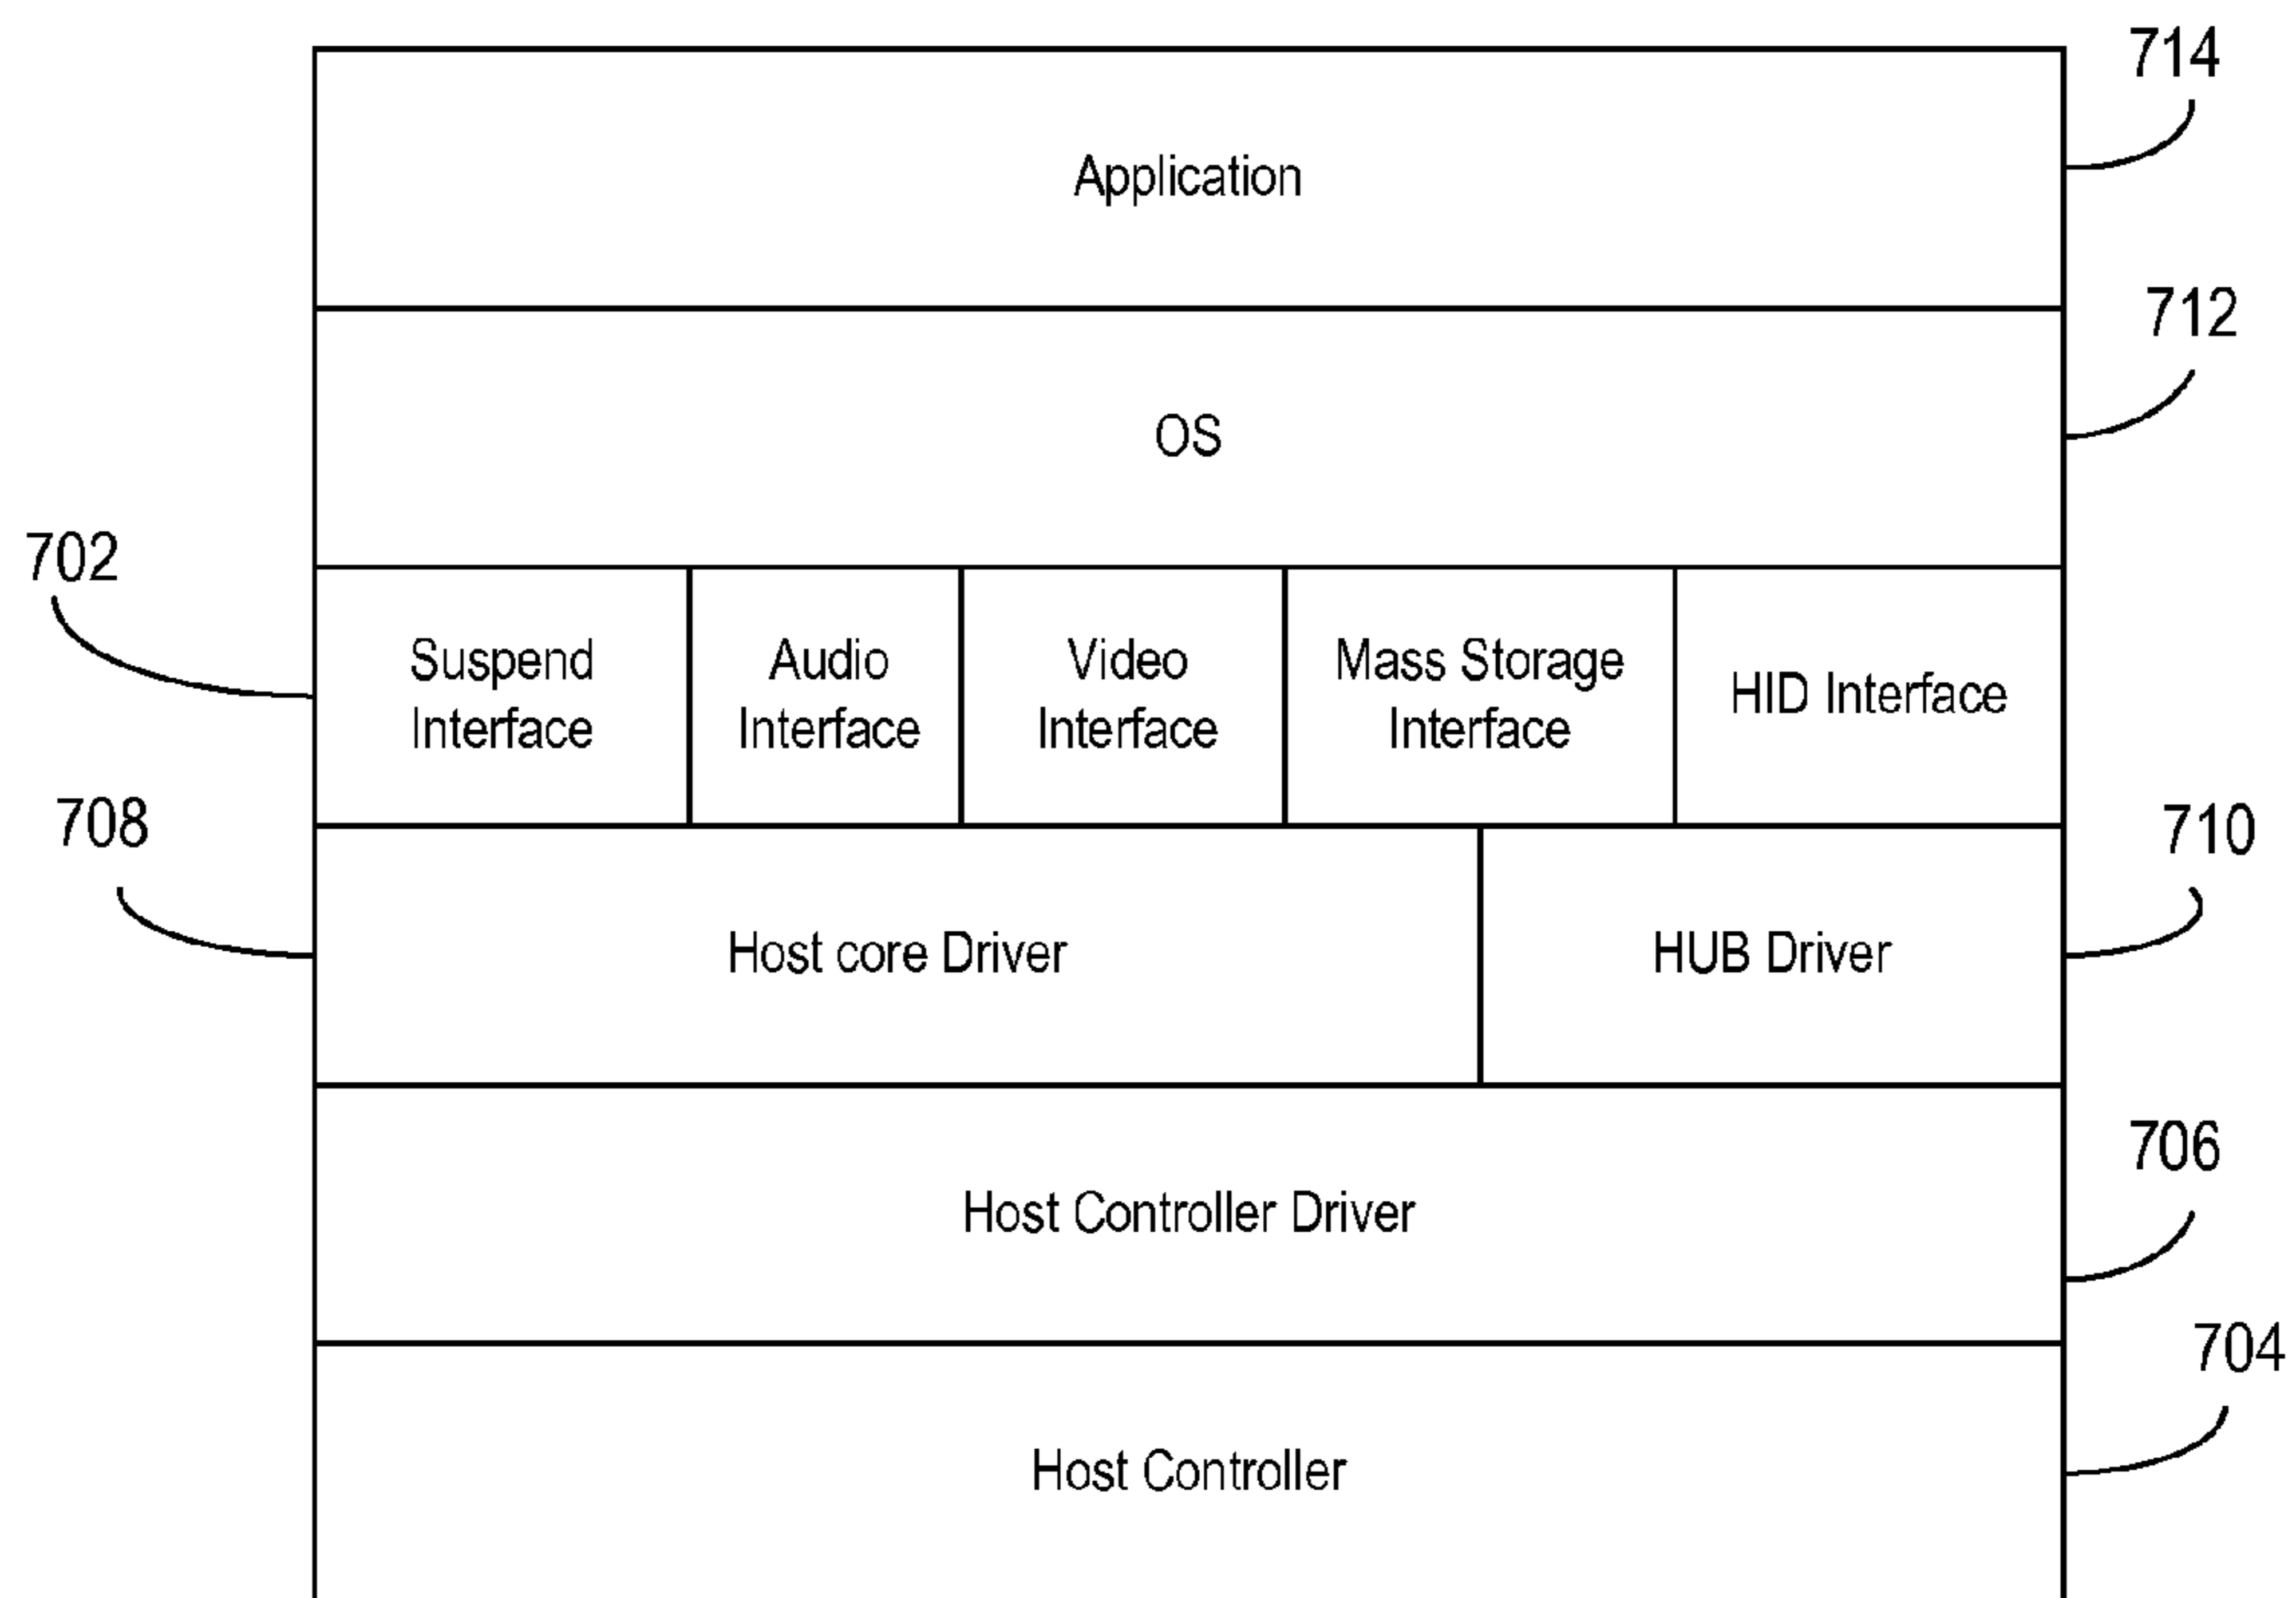 714
Application
712
OS
702
Suspend
Interface
Audio
Interface
Video
Interface
Mass Storage
Interface
HID Interface
708
710
Host core Driver
HUB Driver
706
Host Controller Driver
704
Host Controller